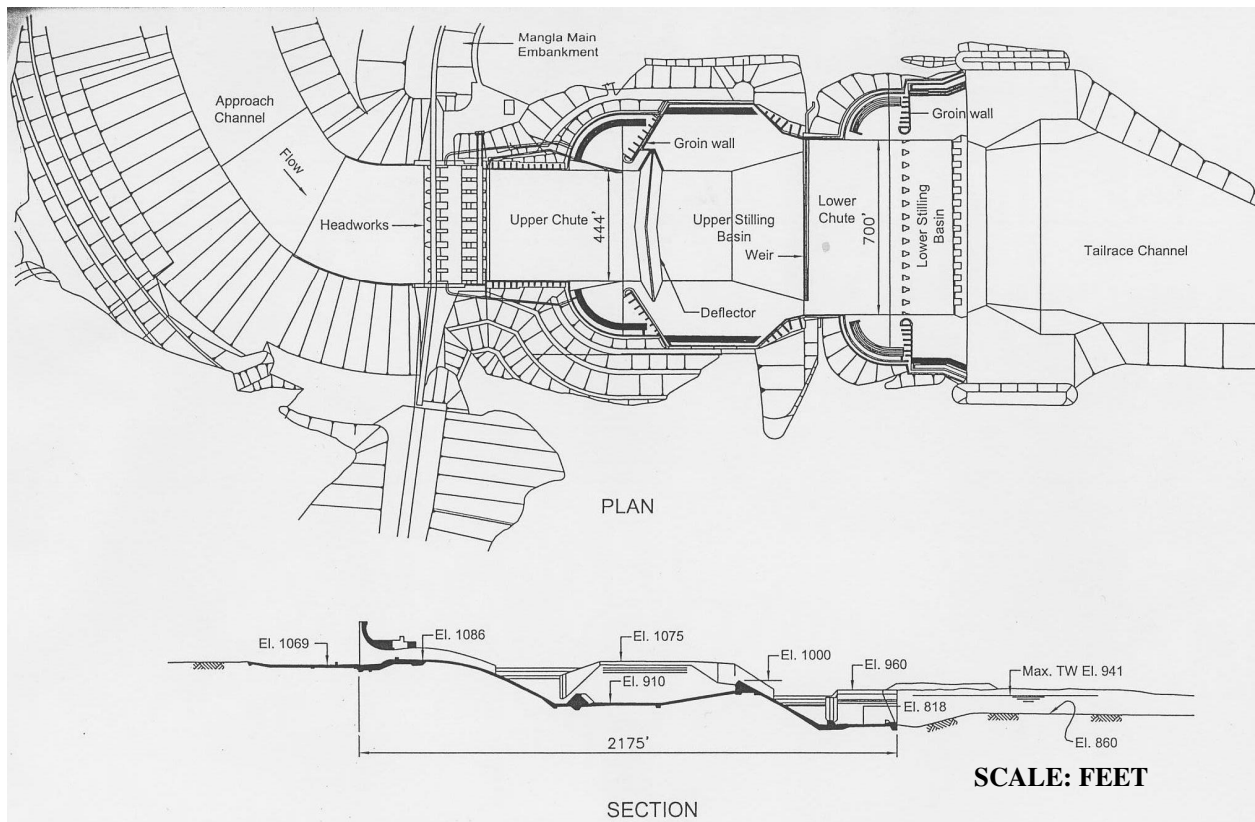 Mangla Main
Embankment
Approach
Channel
Flow
Headworks
Upper Chute
444'
Groin wall
Upper Stilling
Basin
Weir
Deflector
Lower
Chute
700'
Groin wall
Lower Stilling
Basin
Tailrace Channel
PLAN
El. 1069
El. 1086
El. 1075
El. 1000
El. 960
Max. TW El. 941
El. 910
El. 818
El. 860
2175'
SCALE: FEET
SECTION